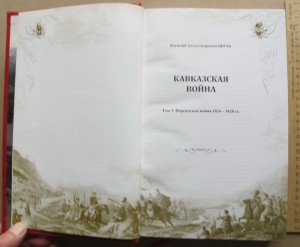 Василий Александрович ПОТТО
КАВКАЗСКАЯ
ВОЙНА
Том 3. Персидская война 1826 – 1828 гг.